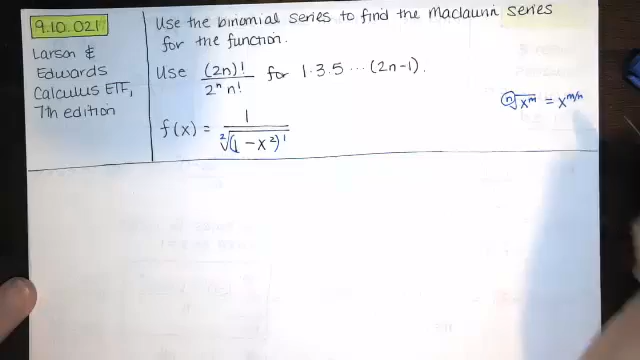 9.10.021
Larson &
Edwards
Calculus ETF,
7th edition
Use the binomial series to find the Maclaurin series
for the function.
Use (2n)! / 2ⁿ n! for 1·3·5···(2n-1).
f(x) = 1 / ²√(1 - x²)¹
ⁿ√xᵐ = x^m/n